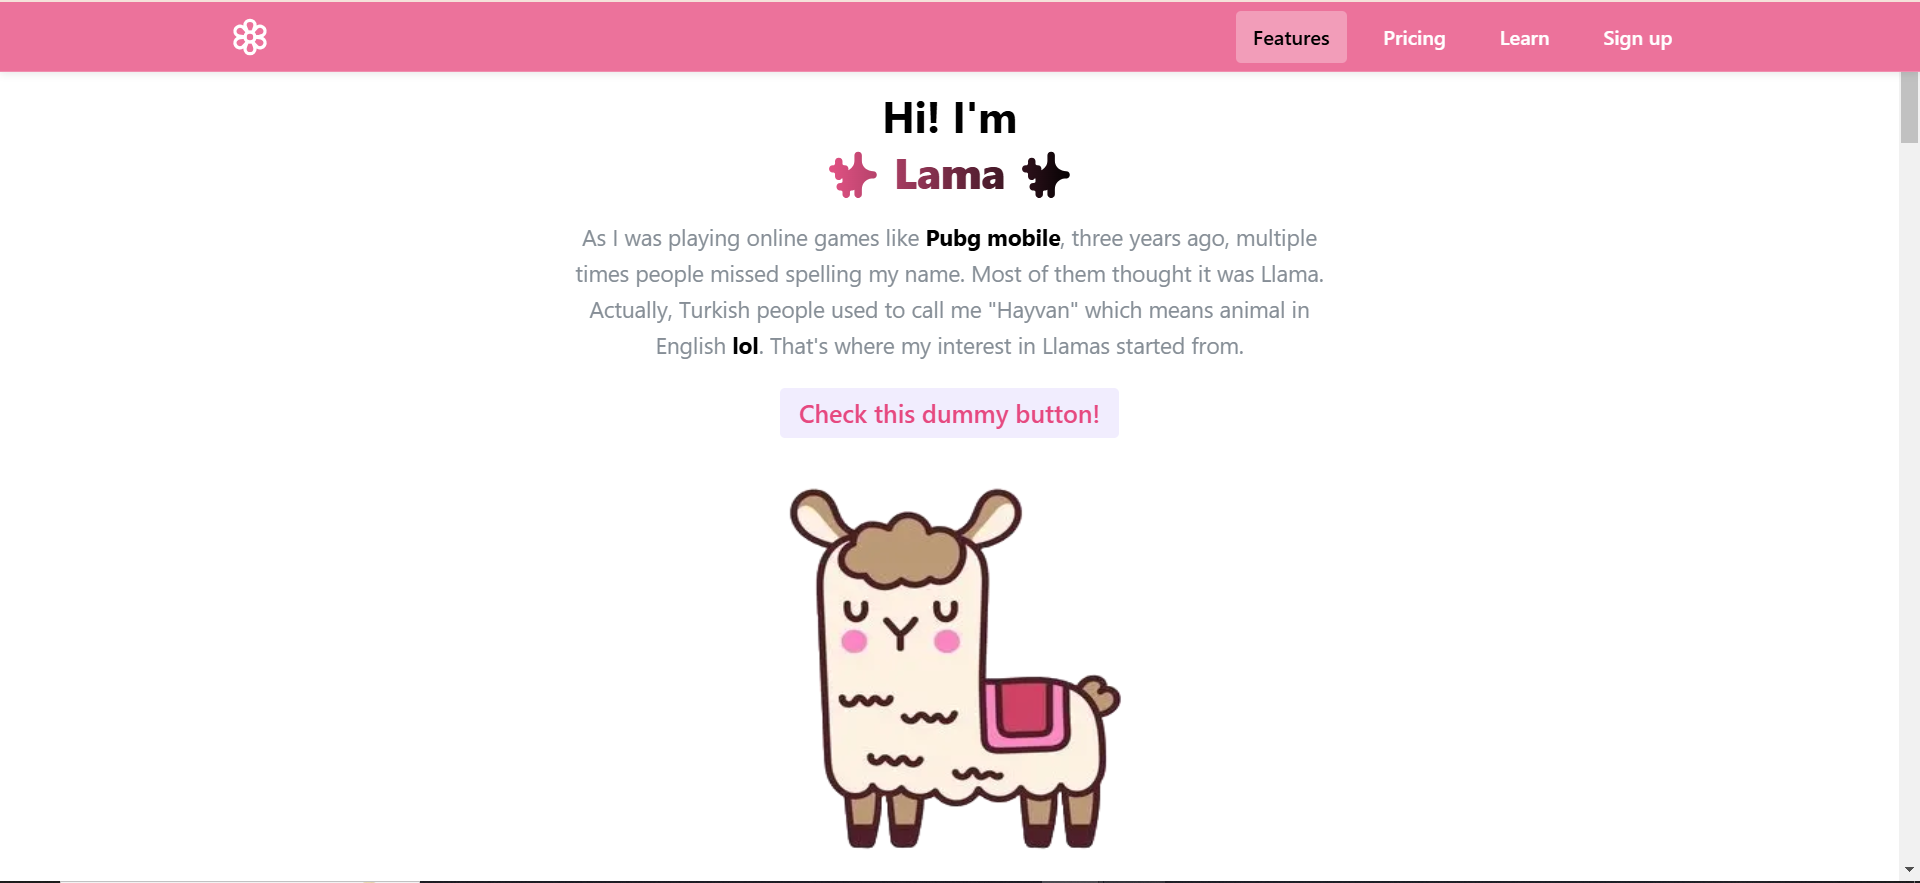 Features Pricing Learn Sign up
Hi! I'm
Lama
As I was playing online games like Pubg mobile, three years ago, multiple
times people missed spelling my name. Most of them thought it was Llama.
Actually, Turkish people used to call me "Hayvan" which means animal in
English lol. That's where my interest in Llamas started from.
Check this dummy button!